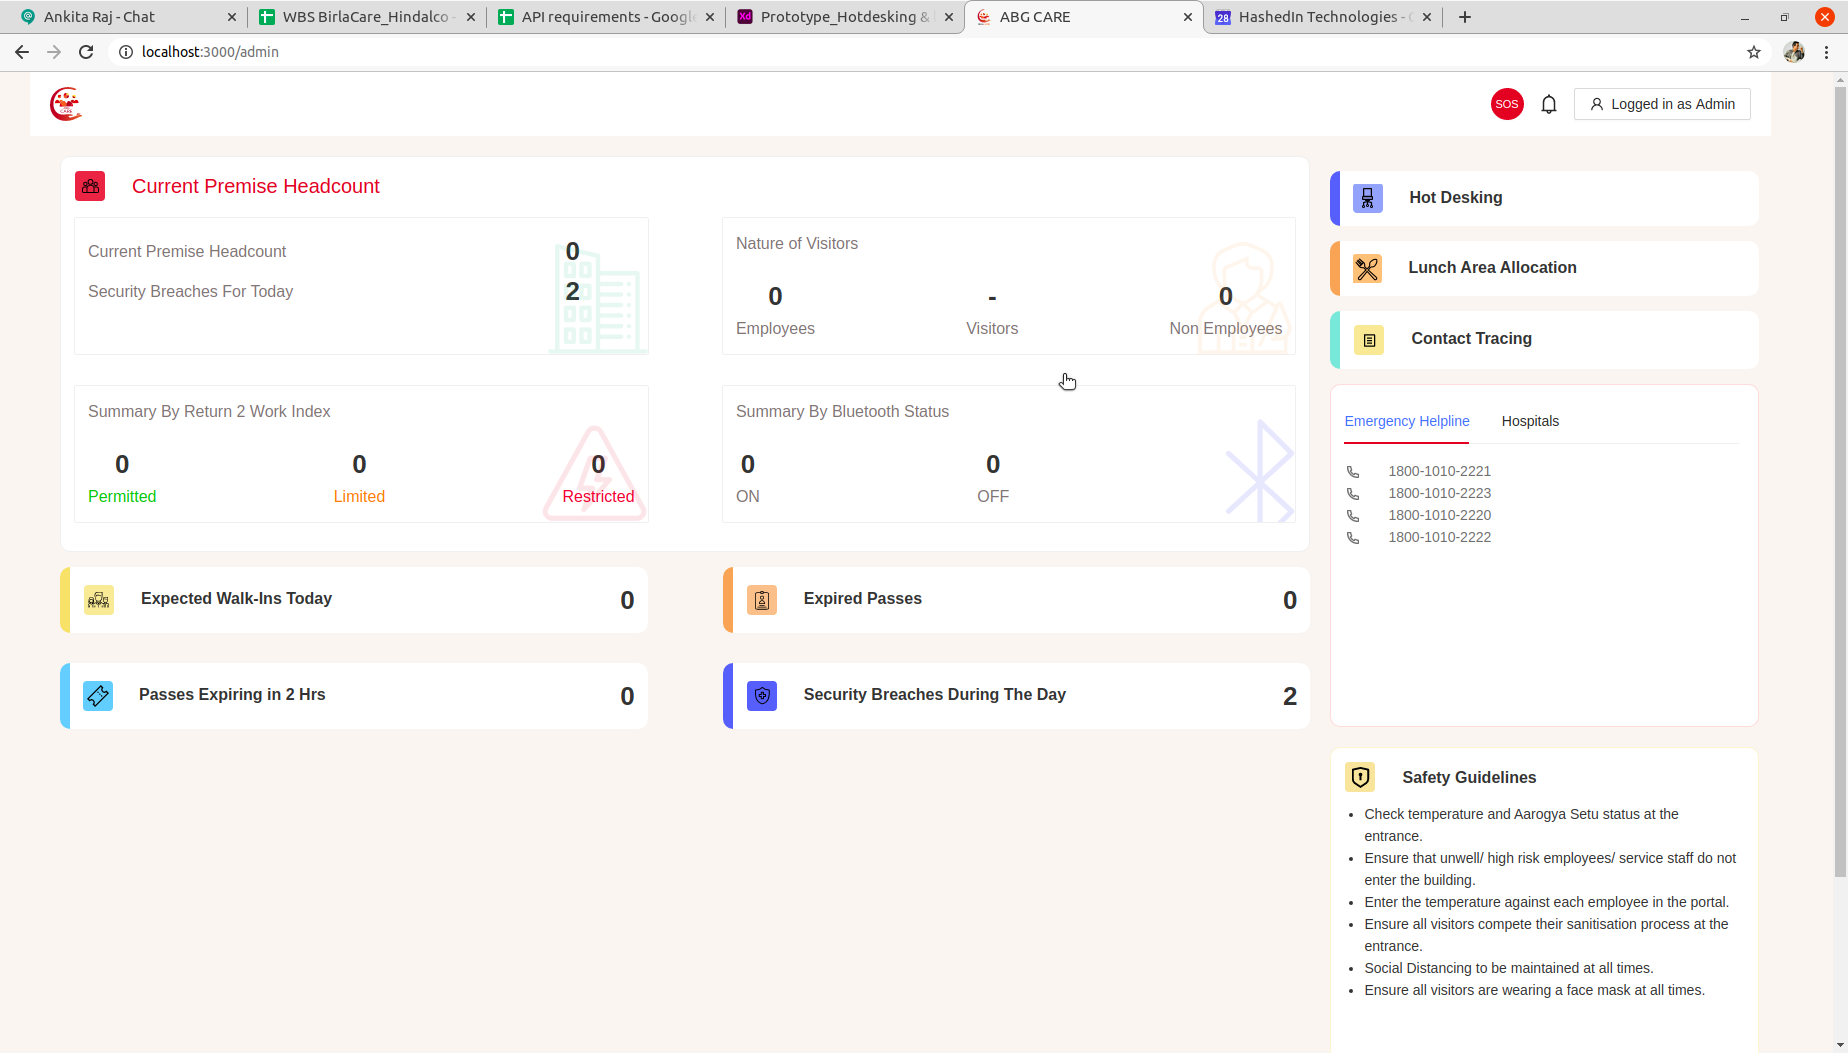 Ankita Raj - Chat
WBS BirlaCare_Hindalco -
API requirements - Google
Prototype_Hotdesking &
ABG CARE
HashedIn Technologies -
localhost:3000/admin
CARE
SOS
Logged in as Admin
Current Premise Headcount
Current Premise Headcount 0
Security Breaches For Today 2
Nature of Visitors
0 - 0
Employees Visitors Non Employees
Summary By Return 2 Work Index
0 0 0
Permitted Limited Restricted
Summary By Bluetooth Status
0 0
ON OFF
Expected Walk-Ins Today 0
Expired Passes 0
Passes Expiring in 2 Hrs 0
Security Breaches During The Day 2
Hot Desking
Lunch Area Allocation
Contact Tracing
Emergency Helpline Hospitals
1800-1010-2221
1800-1010-2223
1800-1010-2220
1800-1010-2222
Safety Guidelines
• Check temperature and Aarogya Setu status at the
entrance.
• Ensure that unwell/ high risk employees/ service staff do not
enter the building.
• Enter the temperature against each employee in the portal.
• Ensure all visitors compete their sanitisation process at the
entrance.
• Social Distancing to be maintained at all times.
• Ensure all visitors are wearing a face mask at all times.